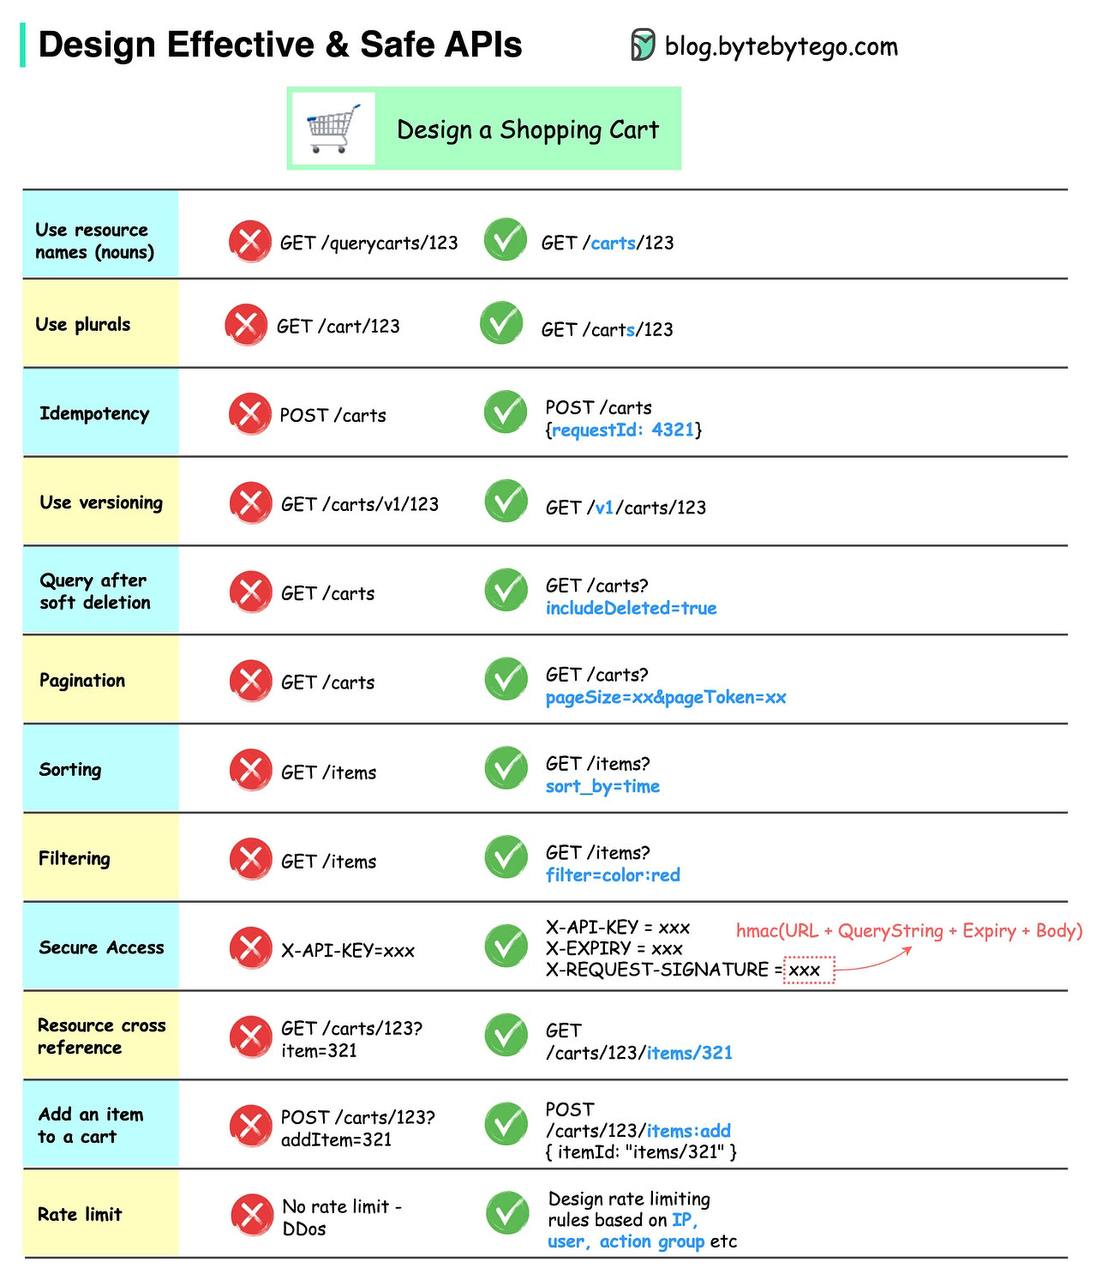 Design Effective & Safe APIs
blog.bytebytego.com
Design a Shopping Cart
Use resource
names (nouns)
GET /querycarts/123
GET /carts/123
Use plurals
GET /cart/123
GET /carts/123
Idempotency
POST /carts
POST /carts
{requestId: 4321}
Use versioning
GET /carts/v1/123
GET /v1/carts/123
Query after
soft deletion
GET /carts
GET /carts?
includeDeleted=true
Pagination
GET /carts
GET /carts?
pageSize=xx&pageToken=xx
Sorting
GET /items
GET /items?
sort_by=time
Filtering
GET /items
GET /items?
filter=color:red
Secure Access
X-API-KEY=xxx
X-API-KEY = xxx
X-EXPIRY = xxx
X-REQUEST-SIGNATURE = xxx
hmac(URL + QueryString + Expiry + Body)
Resource cross
reference
GET /carts/123?
item=321
GET
/carts/123/items/321
Add an item
to a cart
POST /carts/123?
addItem=321
POST
/carts/123/items:add
{ itemId: "items/321" }
Rate limit
No rate limit -
DDos
Design rate limiting
rules based on IP,
user, action group etc